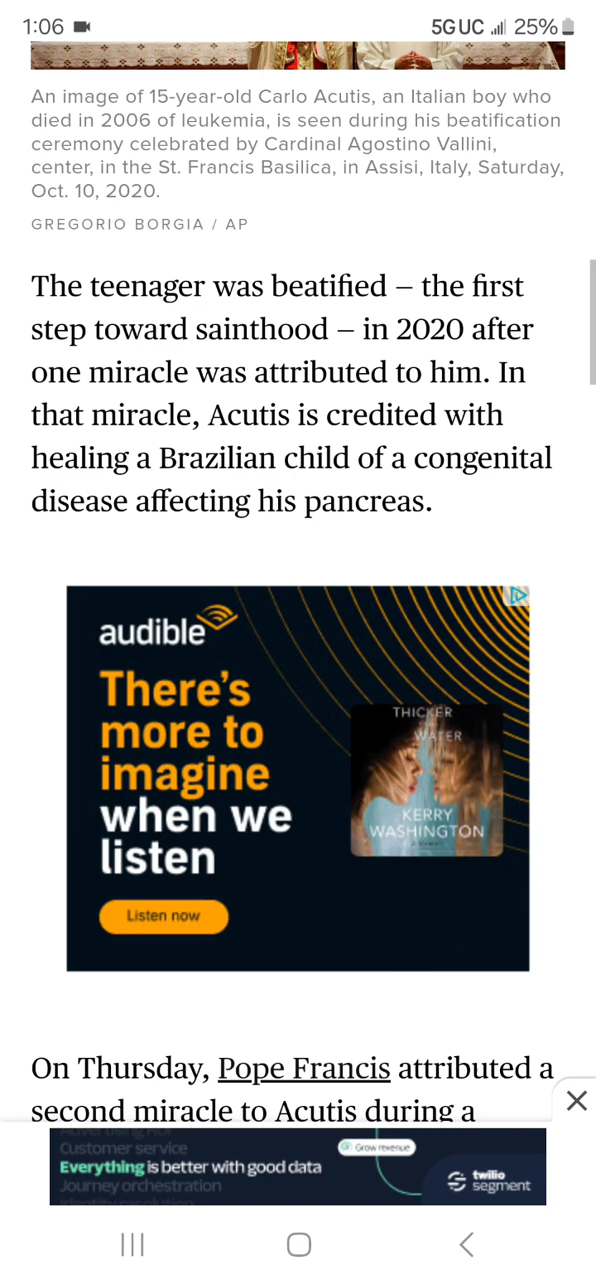 1:06 5G UC 25%
An image of 15-year-old Carlo Acutis, an Italian boy who
died in 2006 of leukemia, is seen during his beatification
ceremony celebrated by Cardinal Agostino Vallini,
center, in the St. Francis Basilica, in Assisi, Italy, Saturday,
Oct. 10, 2020.
GREGORIO BORGIA / AP
The teenager was beatified – the first
step toward sainthood – in 2020 after
one miracle was attributed to him. In
that miracle, Acutis is credited with
healing a Brazilian child of a congenital
disease affecting his pancreas.
audible
There's
more to
imagine
when we
listen
THICKER
WATER
KERRY
WASHINGTON
Listen now
On Thursday, Pope Francis attributed a
second miracle to Acutis during a
Advertising ROI
Customer service
Grow revenue
Everything is better with good data
Journey orchestration
Identity resolution
twilio
segment